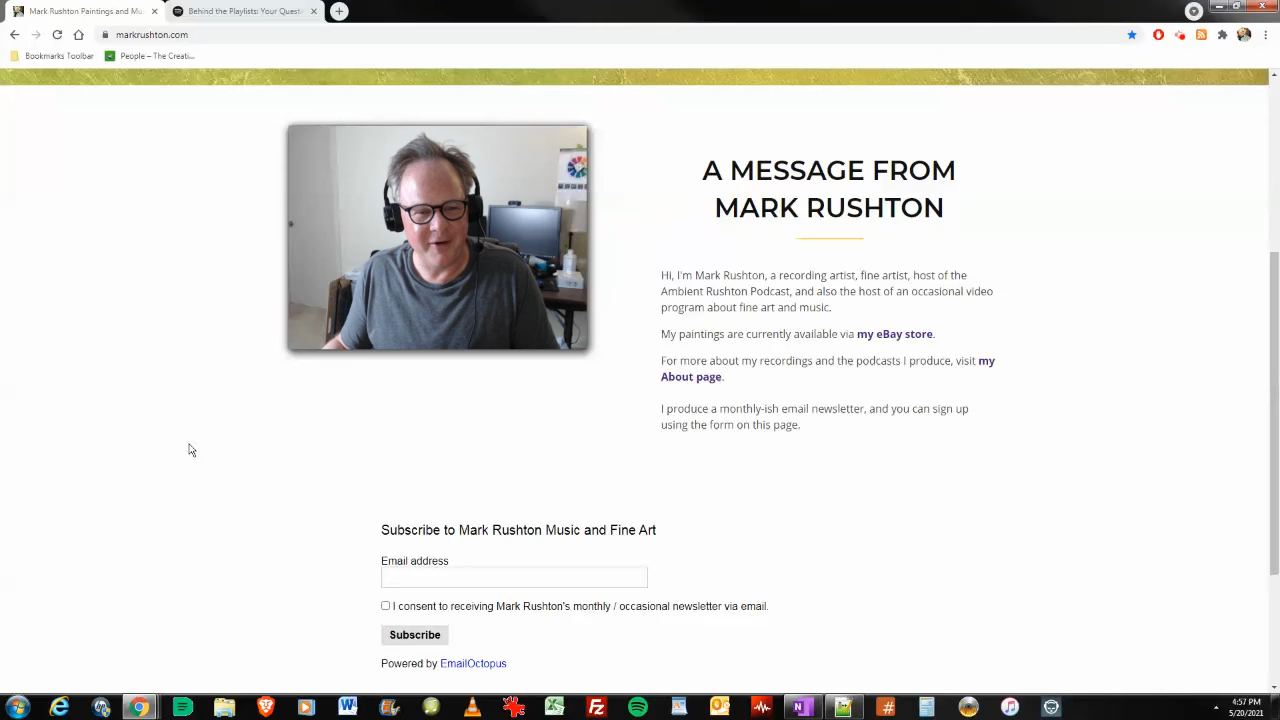 Mark Rushton Paintings and Mus
Behind the Playlists: Your Quest
markrushton.com
Bookmarks Toolbar
People – The Creati...
A MESSAGE FROM
MARK RUSHTON
Hi, I'm Mark Rushton, a recording artist, fine artist, host of the
Ambient Rushton Podcast, and also the host of an occasional video
program about fine art and music.
My paintings are currently available via my eBay store.
For more about my recordings and the podcasts I produce, visit my
About page.
I produce a monthly-ish email newsletter, and you can sign up
using the form on this page.
Subscribe to Mark Rushton Music and Fine Art
Email address
I consent to receiving Mark Rushton's monthly / occasional newsletter via email.
Subscribe
Powered by EmailOctopus
4:57 PM
5/20/2021